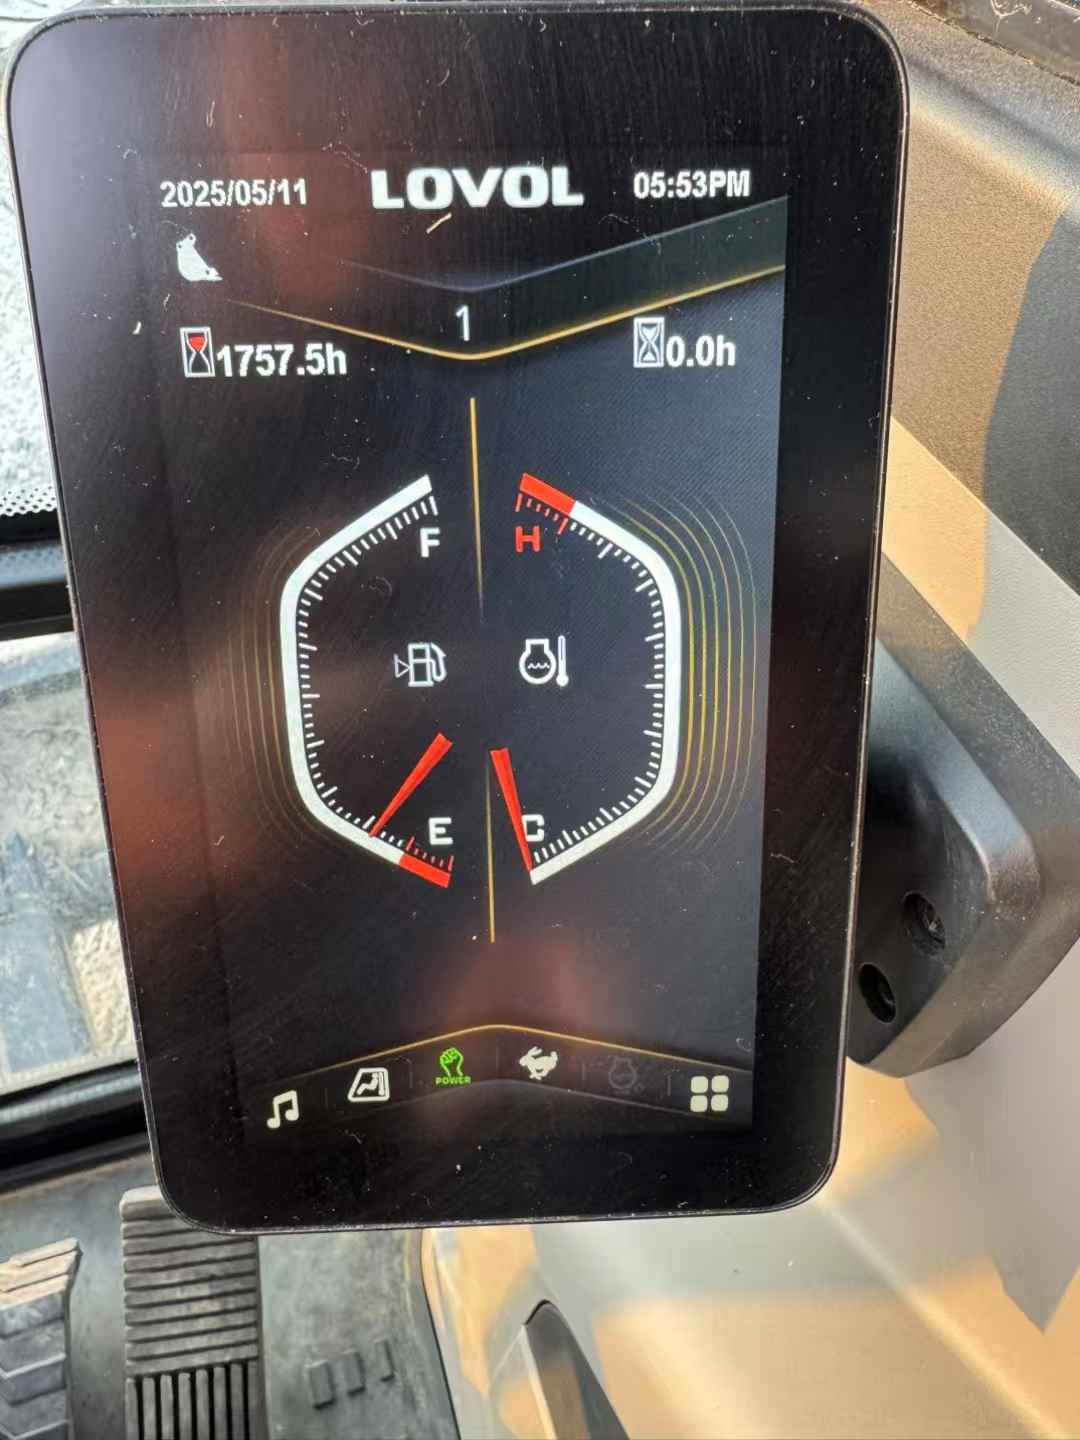 2025/05/11 LOVOL 05:53PM
1
1757.5h 0.0h
F H
E C
POWER